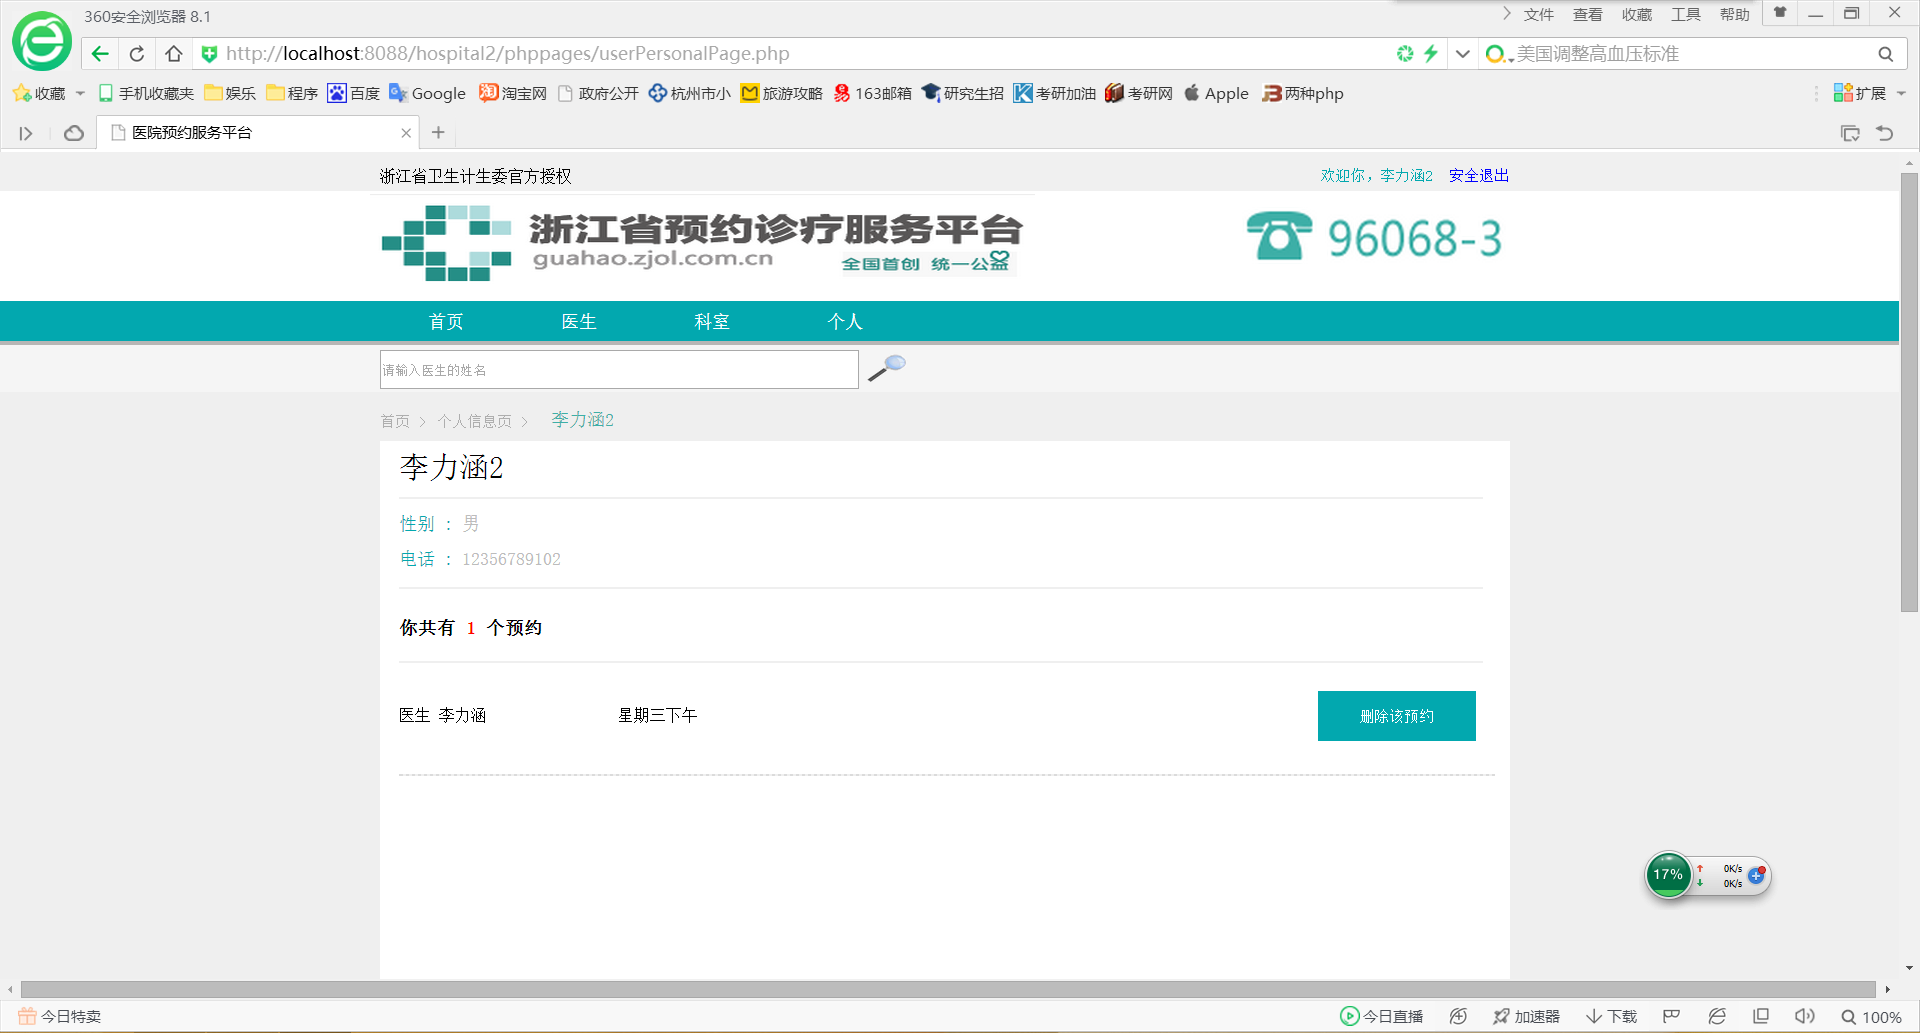 360安全浏览器 8.1
文件 查看 收藏 工具 帮助
http://localhost:8088/hospital2/phppages/userPersonalPage.php
美国调整高血压标准
收藏 手机收藏夹 娱乐 程序 百度 Google 淘宝网 政府公开 杭州市小 旅游攻略 163邮箱 研究生招 考研加油 考研网 Apple 两种php 扩展
医院预约服务平台
浙江省卫生计生委官方授权 欢迎你，李力涵2 安全退出
浙江省预约诊疗服务平台
guahao.zjol.com.cn 全国首创 统一公益
96068-3
首页 医生 科室 个人
请输入医生的姓名
首页 > 个人信息页 > 李力涵2
李力涵2
性别 ： 男
电话 ： 12356789102
你共有 1 个预约
医生 李力涵 星期三下午 删除该预约
17% 0K/s
0K/s
今日特卖 今日直播 加速器 下载 100%